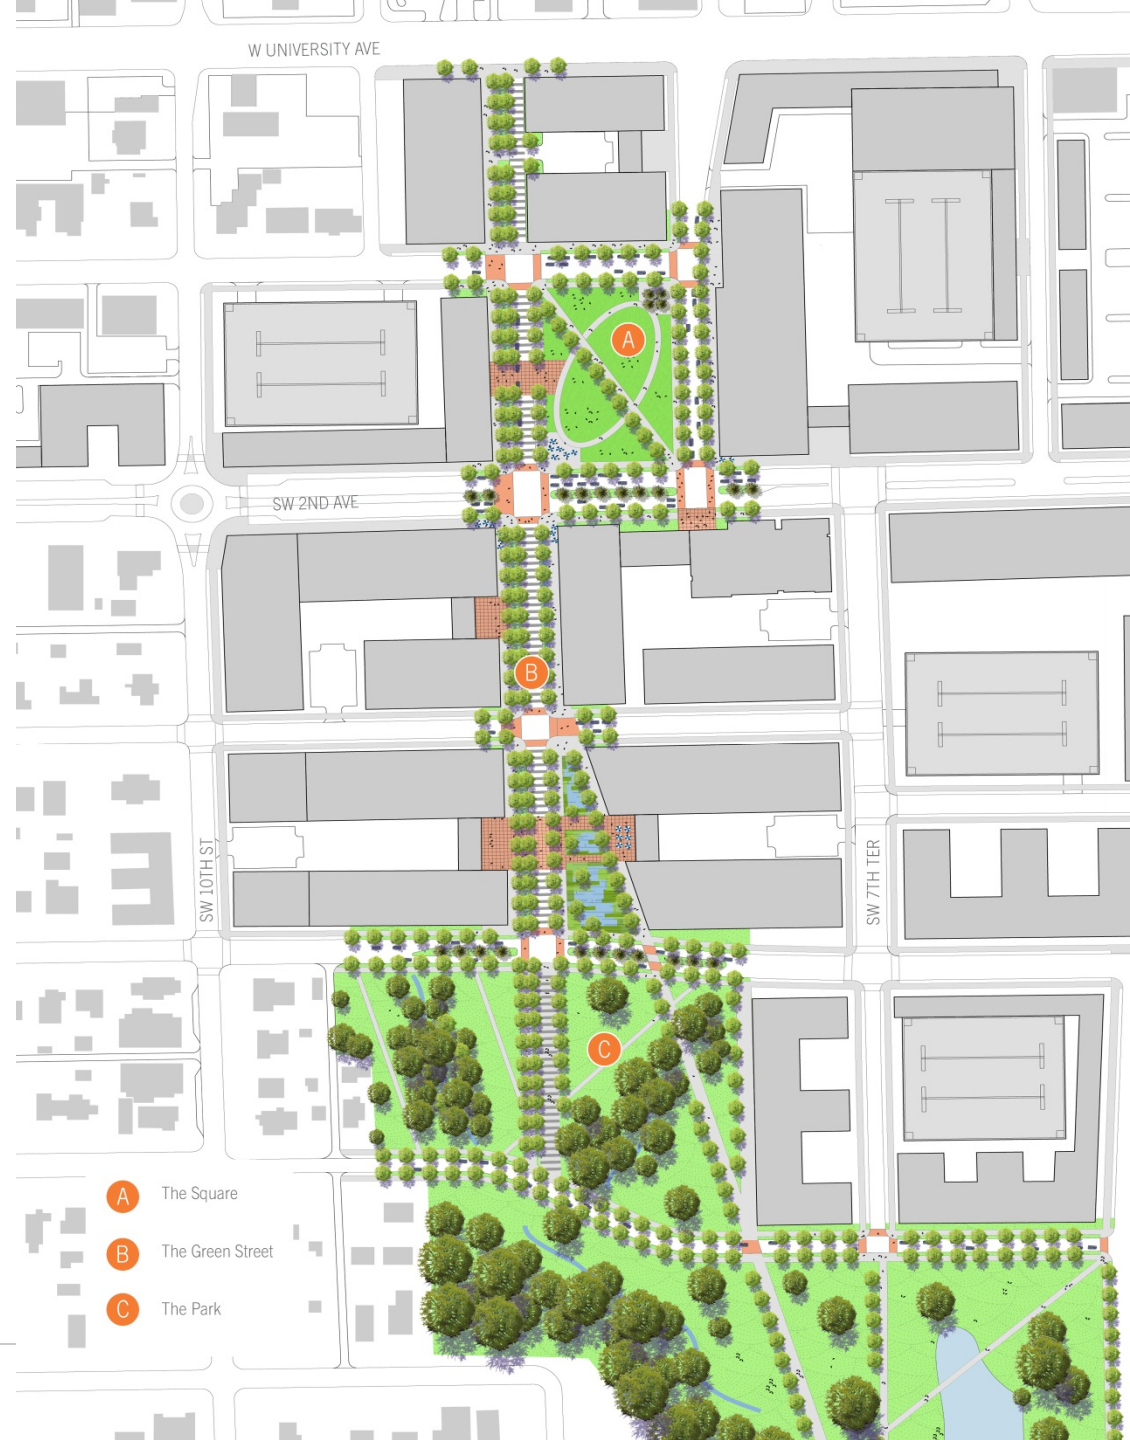 W UNIVERSITY AVE
A
SW 2ND AVE
B
SW 10TH ST
SW 7TH TER
C
A The Square
B The Green Street
C The Park